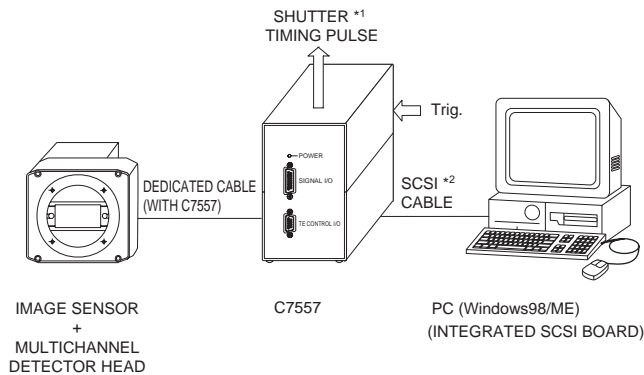 SHUTTER *1
TIMING PULSE
Trig.
POWER
SIGNAL I/O
TE CONTROL I/O
DEDICATED CABLE
(WITH C7557)
SCSI *2
CABLE
IMAGE SENSOR
+
MULTICHANNEL
DETECTOR HEAD
C7557
PC (Windows98/ME)
(INTEGRATED SCSI BOARD)